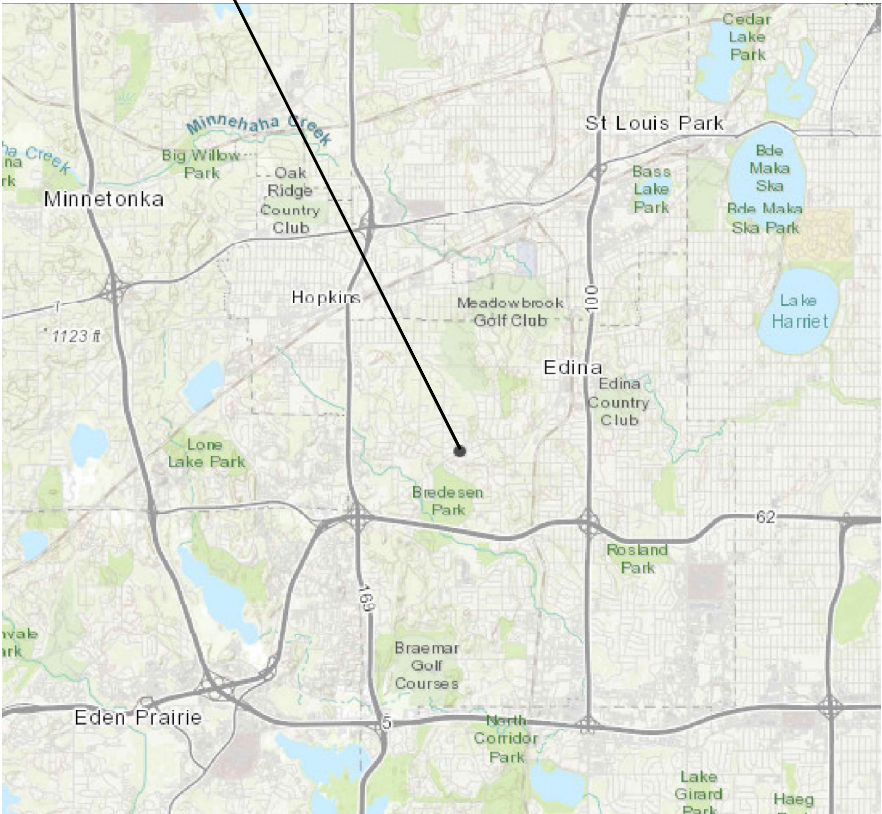 Cedar
Lake
Park
Minnehaha Creek
St Louis Park
Creek
Big Willow
Park
Bde
Maka
Ska
Oak
Ridge
Country
Club
Bass
Lake
Park
Minnetonka
Bde Maka
Ska Park
100
Hopkins
Meadowbrook
Golf Club
Lake
Harriet
1123 ft
Edina
Edina
Country
Club
Lone
Lake Park
Bredesen
Park
62
Rosland
Park
169
Braemar
Golf
Courses
Eden Prairie
5
North
Corridor
Park
Lake
Girard
Park
Haeg